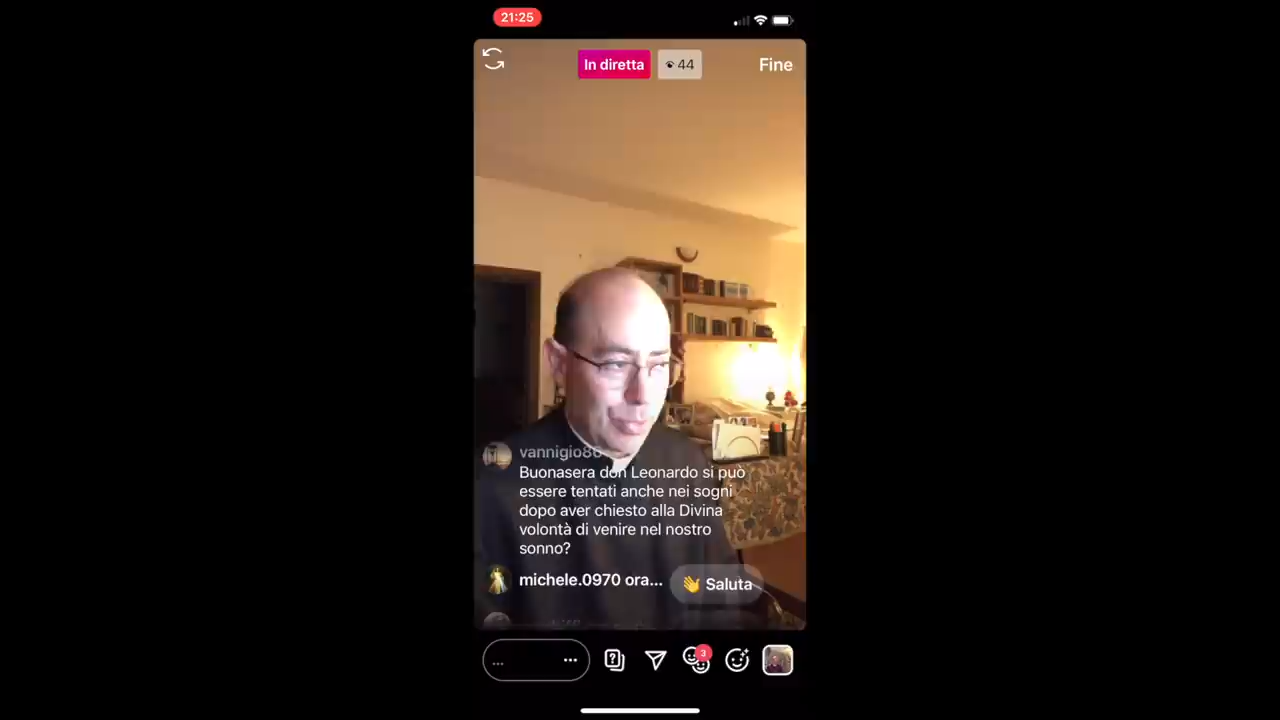 21:25
In diretta
44
Fine
vannigio86
Buonasera don Leonardo si può
essere tentati anche nei sogni
dopo aver chiesto alla Divina
volontà di venire nel nostro
sonno?
michele.0970 ora...
👋 Saluta
...
3